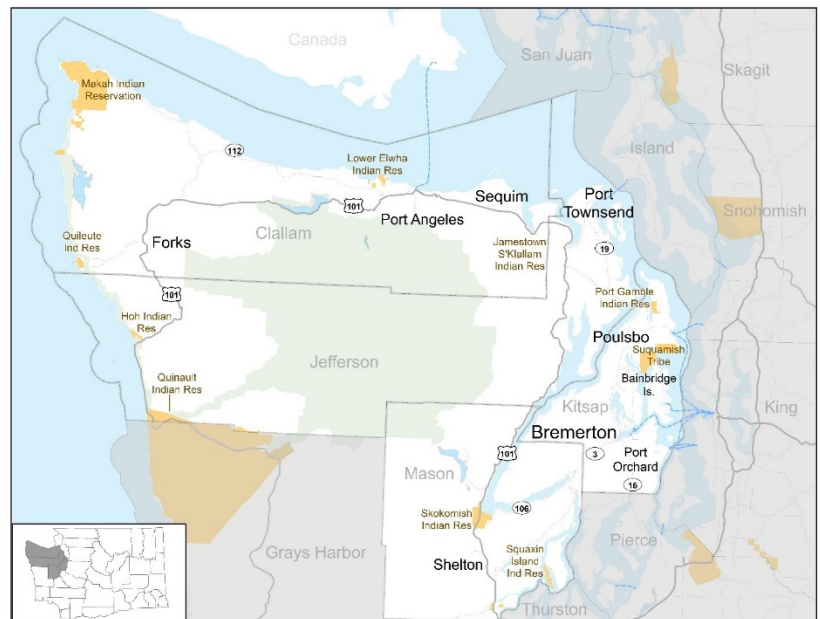 Canada
San Juan
Skagit
Makah Indian
Reservation
112
Lower Elwha
Indian Res
Island
Sequim
Port
Townsend
101
Port Angeles
Snohomish
Forks
Clallam
Quileute
Ind Res
Jamestown
S'Klallam
Indian Res
19
101
Port Gamble
Indian Res
Hoh Indian
Res
Poulsbo
Suquamish
Tribe
Jefferson
Bainbridge
Is.
Quinault
Indian Res
Kitsap
King
Bremerton
101
3
Port
Orchard
Mason
16
106
Skokomish
Indian Res
Pierce
Grays Harbor
Shelton
Squaxin
Island
Ind Res
Thurston